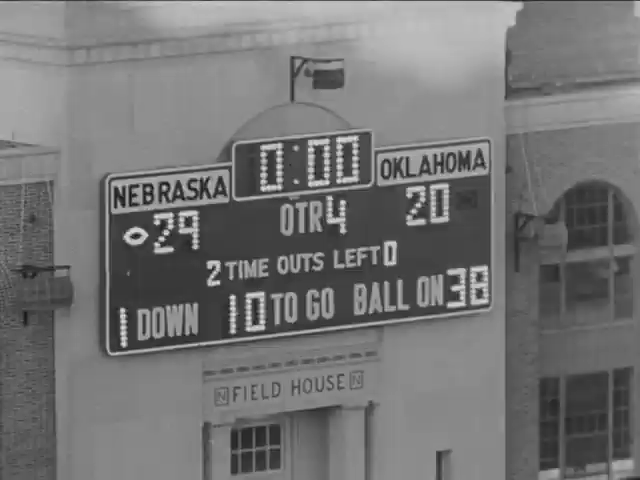 0:00
NEBRASKA OKLAHOMA
29 QTR 4 20
2 TIME OUTS LEFT 0
1 DOWN 10 TO GO BALL ON 38
N FIELD HOUSE N